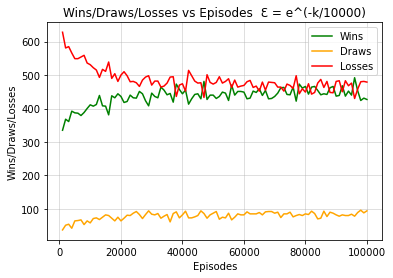 Wins/Draws/Losses vs Episodes  Ɛ = e^(-k/10000)
Wins
Draws
Losses
Wins/Draws/Losses
600
500
400
300
200
100
0
20000
40000
60000
80000
100000
Episodes